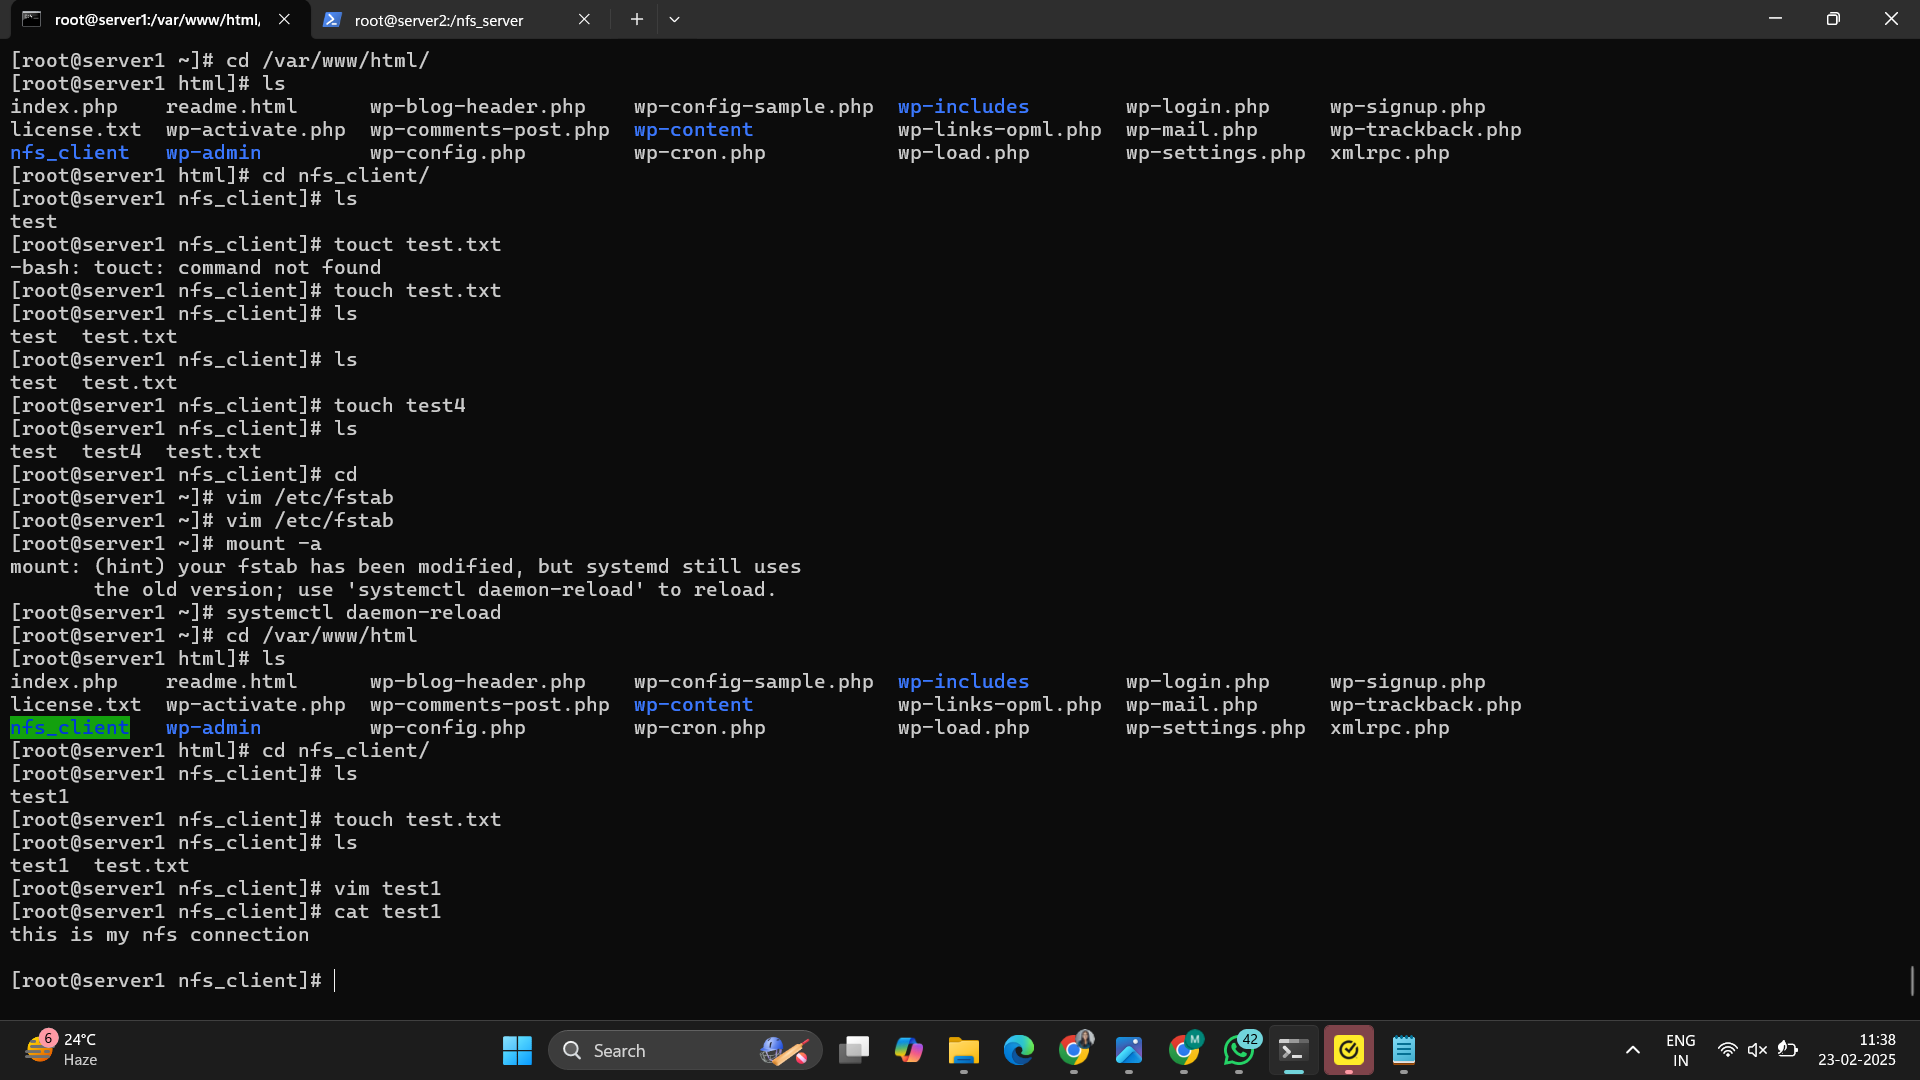 root@server1:/var/www/html/
root@server2:/nfs_server
[root@server1 ~]# cd /var/www/html/
[root@server1 html]# ls
index.php    readme.html      wp-blog-header.php    wp-config-sample.php  wp-includes        wp-login.php     wp-signup.php
license.txt  wp-activate.php  wp-comments-post.php  wp-content            wp-links-opml.php  wp-mail.php      wp-trackback.php
nfs_client   wp-admin         wp-config.php         wp-cron.php           wp-load.php        wp-settings.php  xmlrpc.php
[root@server1 html]# cd nfs_client/
[root@server1 nfs_client]# ls
test
[root@server1 nfs_client]# touct test.txt
-bash: touct: command not found
[root@server1 nfs_client]# touch test.txt
[root@server1 nfs_client]# ls
test  test.txt
[root@server1 nfs_client]# ls
test  test.txt
[root@server1 nfs_client]# touch test4
[root@server1 nfs_client]# ls
test  test4  test.txt
[root@server1 nfs_client]# cd
[root@server1 ~]# vim /etc/fstab
[root@server1 ~]# vim /etc/fstab
[root@server1 ~]# mount -a
mount: (hint) your fstab has been modified, but systemd still uses
       the old version; use 'systemctl daemon-reload' to reload.
[root@server1 ~]# systemctl daemon-reload
[root@server1 ~]# cd /var/www/html
[root@server1 html]# ls
index.php    readme.html      wp-blog-header.php    wp-config-sample.php  wp-includes        wp-login.php     wp-signup.php
license.txt  wp-activate.php  wp-comments-post.php  wp-content            wp-links-opml.php  wp-mail.php      wp-trackback.php
nfs_client   wp-admin         wp-config.php         wp-cron.php           wp-load.php        wp-settings.php  xmlrpc.php
[root@server1 html]# cd nfs_client/
[root@server1 nfs_client]# ls
test1
[root@server1 nfs_client]# touch test.txt
[root@server1 nfs_client]# ls
test1  test.txt
[root@server1 nfs_client]# vim test1
[root@server1 nfs_client]# cat test1
this is my nfs connection
[root@server1 nfs_client]#
6
24°C
Haze
Search
M
42
ENG
IN
11:38
23-02-2025